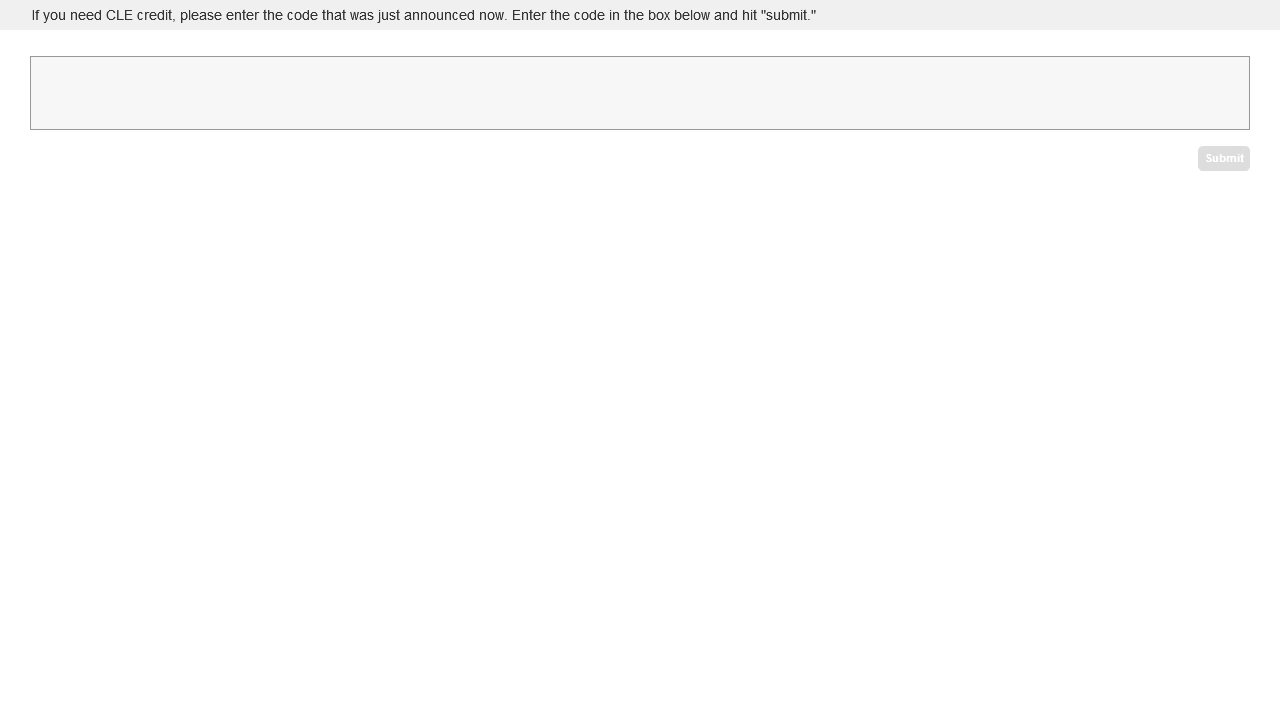 If you need CLE credit, please enter the code that was just announced now. Enter the code in the box below and hit "submit."
Submit